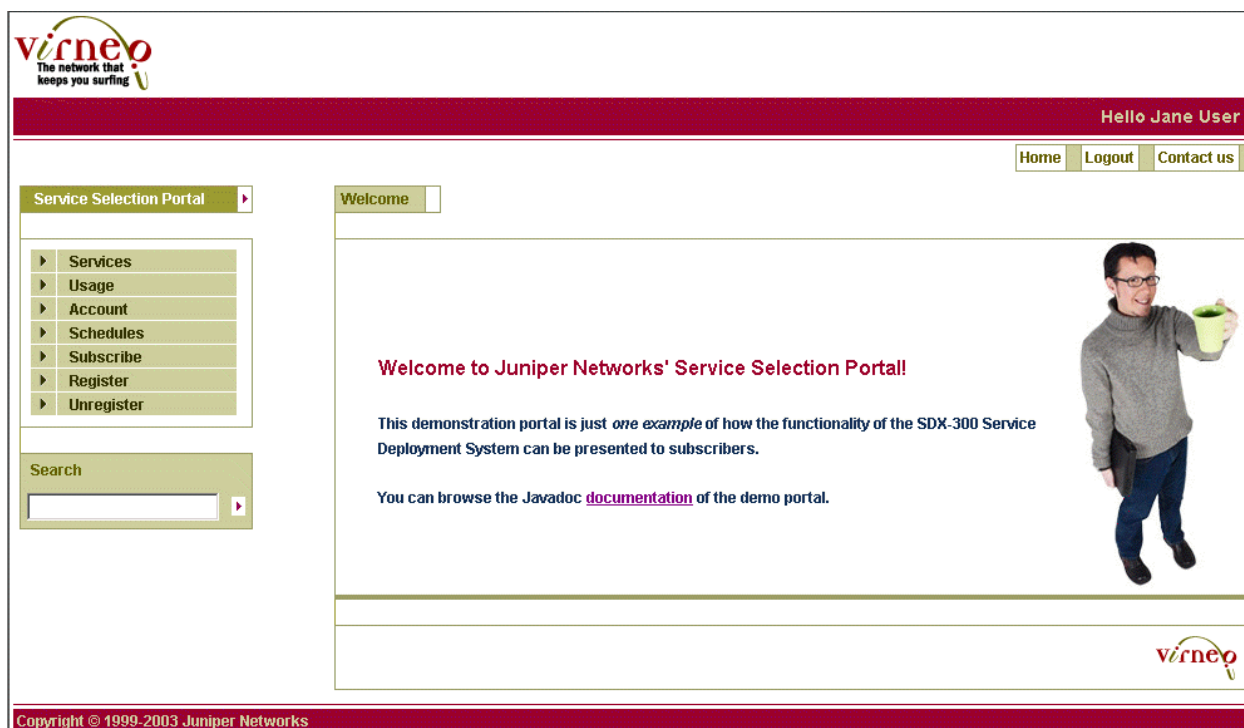 virneo
The network that
keeps you surfing
Hello Jane User
Home Logout Contact us
Service Selection Portal
Welcome
Services
Usage
Account
Schedules
Subscribe
Register
Unregister
Search
Welcome to Juniper Networks' Service Selection Portal!
This demonstration portal is just one example of how the functionality of the SDX-300 Service
Deployment System can be presented to subscribers.
You can browse the Javadoc documentation of the demo portal.
virneo
Copyright © 1999-2003 Juniper Networks